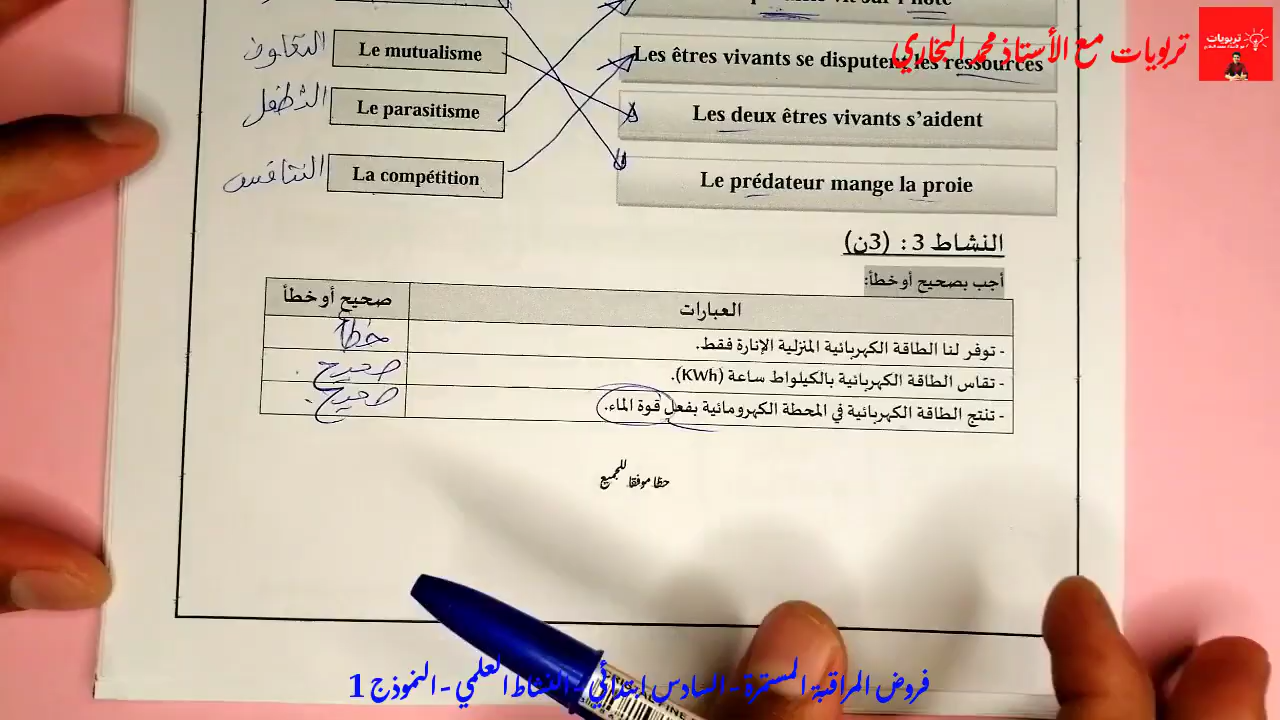 تربويات
تربويات مع الأستاذ محمد البخاري
vit sur l'hôte
التعاون
Le mutualisme
Les êtres vivants se disputent les ressources
التطفل
Le parasitisme
Les deux êtres vivants s'aident
التنافس
La compétition
Le prédateur mange la proie
النشاط 3 : (3ن)
أجب بصحيح أو خطأ:
العبارات
صحيح أو خطأ
- توفر لنا الطاقة الكهربائية المنزلية الإنارة فقط.
خطأ
- تقاس الطاقة الكهربائية بالكيلواط ساعة (KWh).
صحيح
- تنتج الطاقة الكهربائية في المحطة الكهرومائية بفعل قوة الماء.
صحيح
حظا موفقا للجميع
فروض المراقبة المستمرة - السادس ابتدائي - النشاط العلمي - النموذج 1